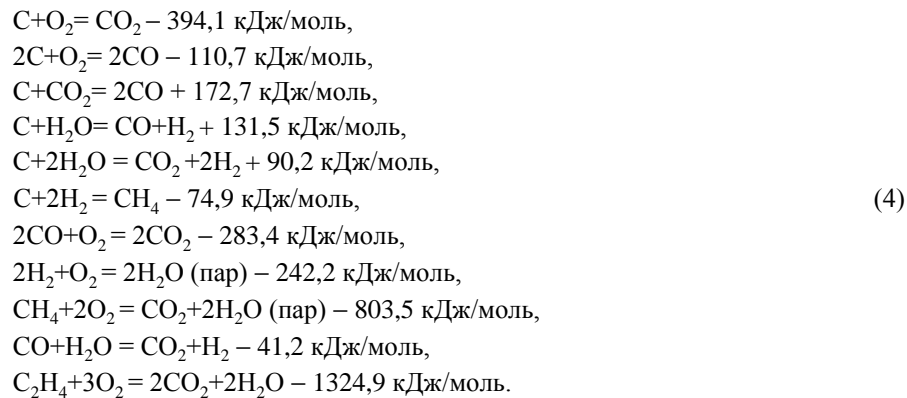 C+O₂= CO₂ – 394,1 кДж/моль,
2C+O₂= 2CO – 110,7 кДж/моль,
C+CO₂= 2CO + 172,7 кДж/моль,
C+H₂O= CO+H₂ + 131,5 кДж/моль,
C+2H₂O = CO₂ +2H₂ + 90,2 кДж/моль,
C+2H₂ = CH₄ – 74,9 кДж/моль, (4)
2CO+O₂ = 2CO₂ – 283,4 кДж/моль,
2H₂+O₂ = 2H₂O (пар) – 242,2 кДж/моль,
CH₄+2O₂ = CO₂+2H₂O (пар) – 803,5 кДж/моль,
CO+H₂O = CO₂+H₂ – 41,2 кДж/моль,
C₂H₄+3O₂ = 2CO₂+2H₂O – 1324,9 кДж/моль.